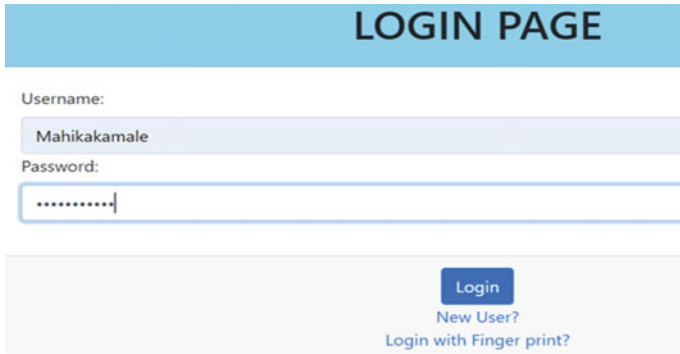 LOGIN PAGE
Username:
Mahikakamale
Password:
•••••••••••
Login
New User?
Login with Finger print?